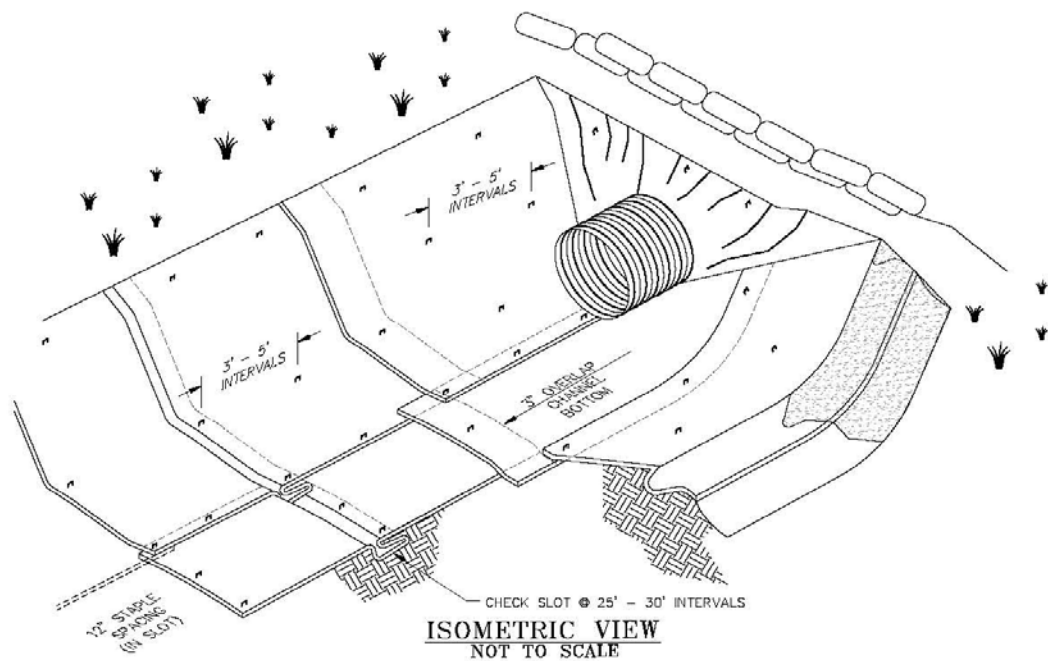 3' - 5'
INTERVALS
3' - 5'
INTERVALS
3" OVERLAP
CHANNEL
BOTTOM
12" STAPLE
SPACING
(IN SLOT)
CHECK SLOT @ 25' - 30' INTERVALS
ISOMETRIC VIEW
NOT TO SCALE